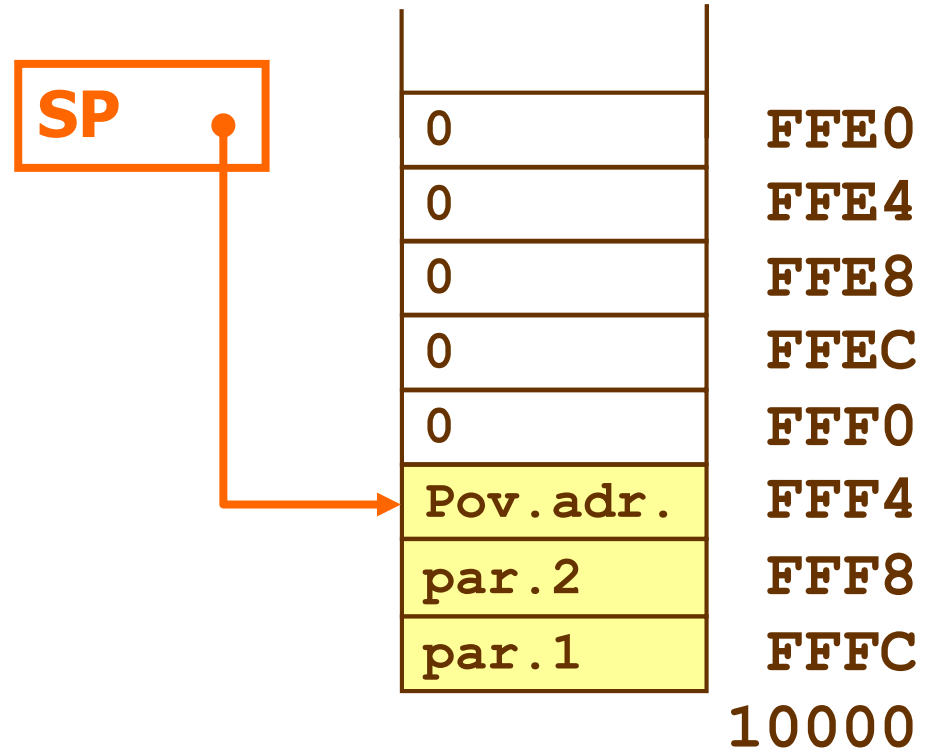 SP
0 FFE0
0 FFE4
0 FFE8
0 FFEC
0 FFF0
Pov.adr. FFF4
par.2 FFF8
par.1 FFFC
10000